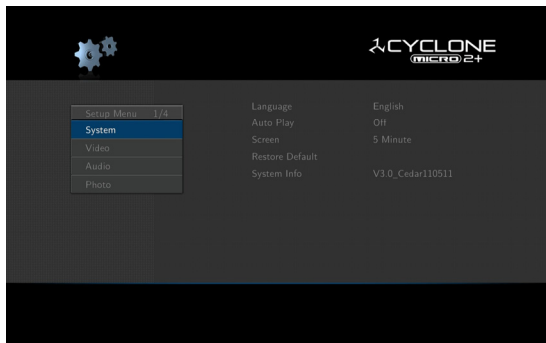 CYCLONE
MICRO 2+
Setup Menu 1/4
System
Video
Audio
Photo
Language English
Auto Play Off
Screen 5 Minute
Restore Default
System Info V3.0_Cedar110511